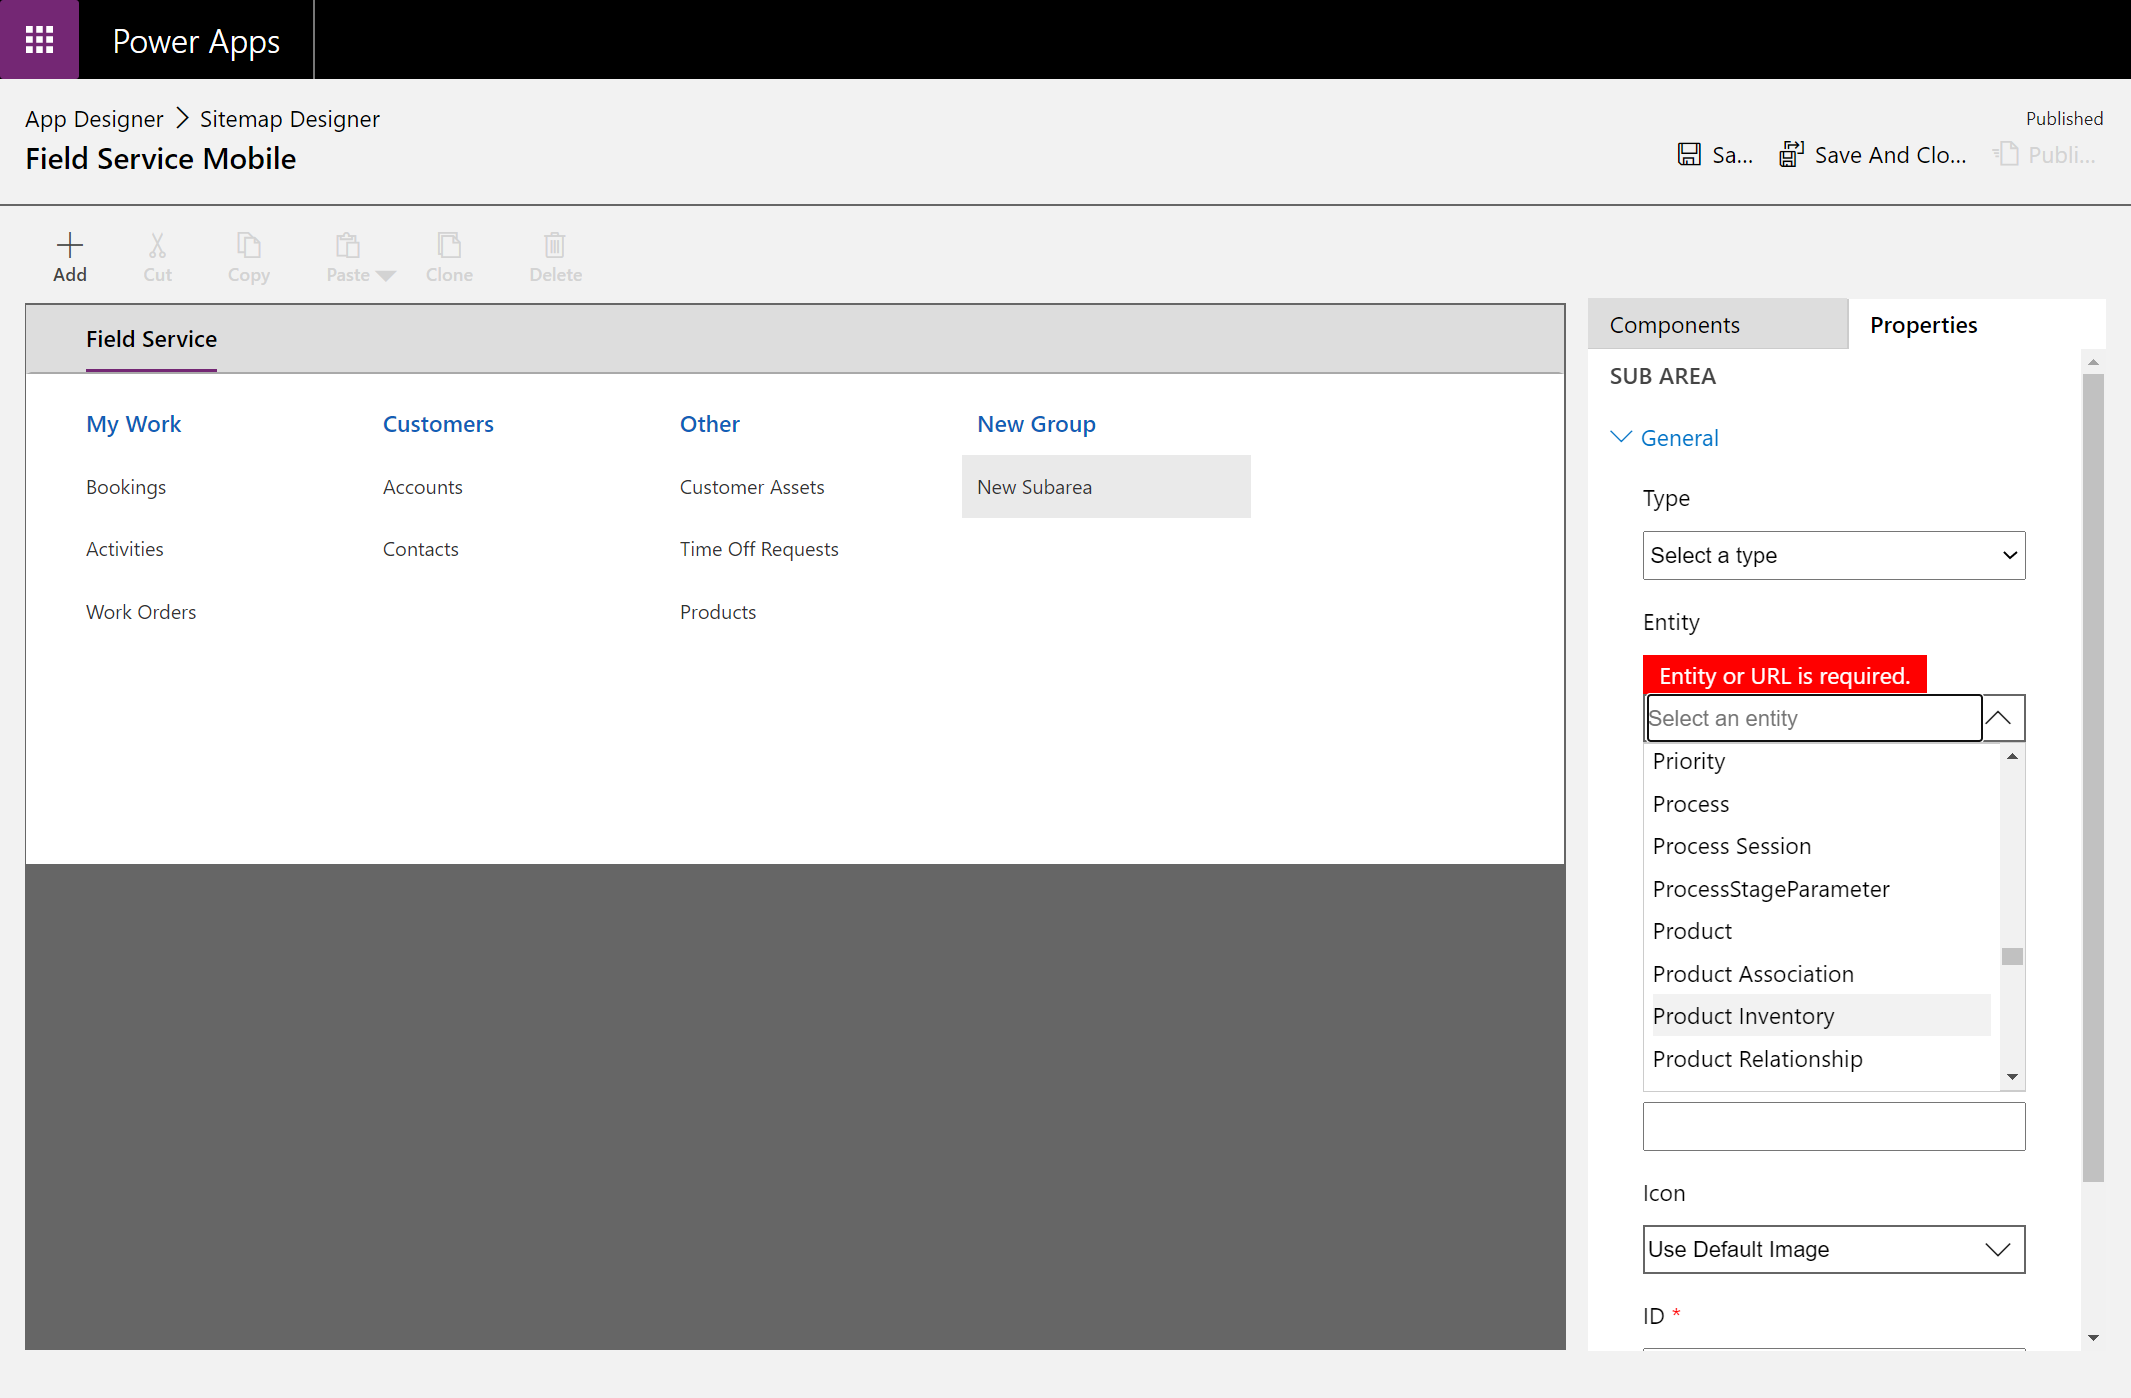 Power Apps
App Designer > Sitemap Designer
Published
Field Service Mobile
Sa...
Save And Clo...
Publi...
Add
Cut
Copy
Paste
Clone
Delete
Field Service
My Work
Bookings
Activities
Work Orders
Customers
Accounts
Contacts
Other
Customer Assets
Time Off Requests
Products
New Group
New Subarea
Components
Properties
SUB AREA
General
Type
Select a type
Entity
Entity or URL is required.
Select an entity
Priority
Process
Process Session
ProcessStageParameter
Product
Product Association
Product Inventory
Product Relationship
Icon
Use Default Image
ID *